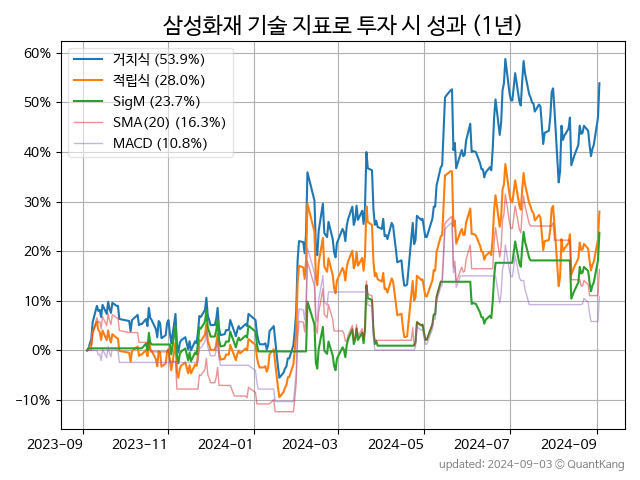 삼성화재 기술 지표로 투자 시 성과 (1년)
60%
50%
40%
30%
20%
10%
0%
−10%
거치식 (53.9%)
적립식 (28.0%)
SigM (23.7%)
SMA(20) (16.3%)
MACD (10.8%)
2023-09 2023-11 2024-01 2024-03 2024-05 2024-07 2024-09
updated: 2024-09-03 © QuantKang